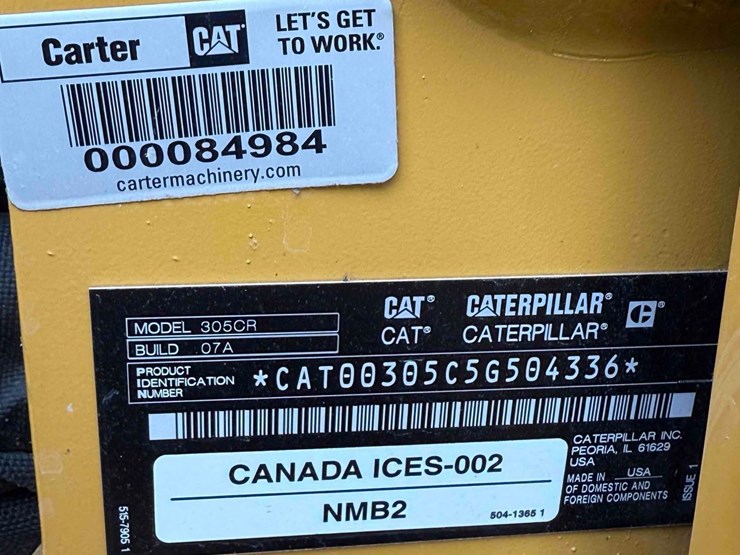 Carter CAT LET'S GET
TO WORK.®
000084984
cartermachinery.com
CAT® CATERPILLAR® C®
CAT® CATERPILLAR®
MODEL 305CR
BUILD 07A
PRODUCT
IDENTIFICATION
NUMBER
*CAT00305C5G504336*
CATERPILLAR INC.
PEORIA, IL 61629
USA
MADE IN USA
OF DOMESTIC AND
FOREIGN COMPONENTS
ISSUE 1
CANADA ICES-002
NMB2
504-1365 1
515-7905 1